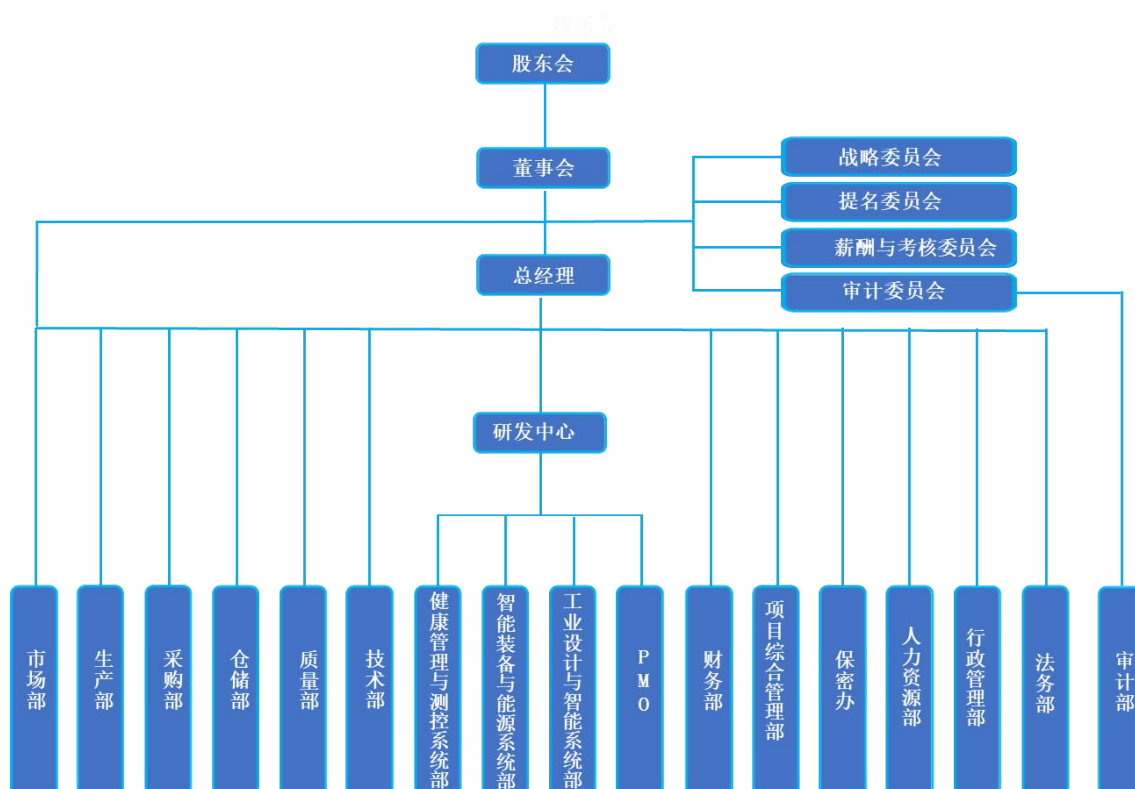 股东会
股东会
董事会
战略委员会
提名委员会
薪酬与考核委员会
总经理
审计委员会
研发中心
市场部
生产部
采购部
仓储部
质量部
技术部
健康管理与测控系统部
智能装备与能源系统部
工业设计与智能系统部
PMO
财务部
项目综合管理部
保密办
人力资源部
行政管理部
法务部
审计部